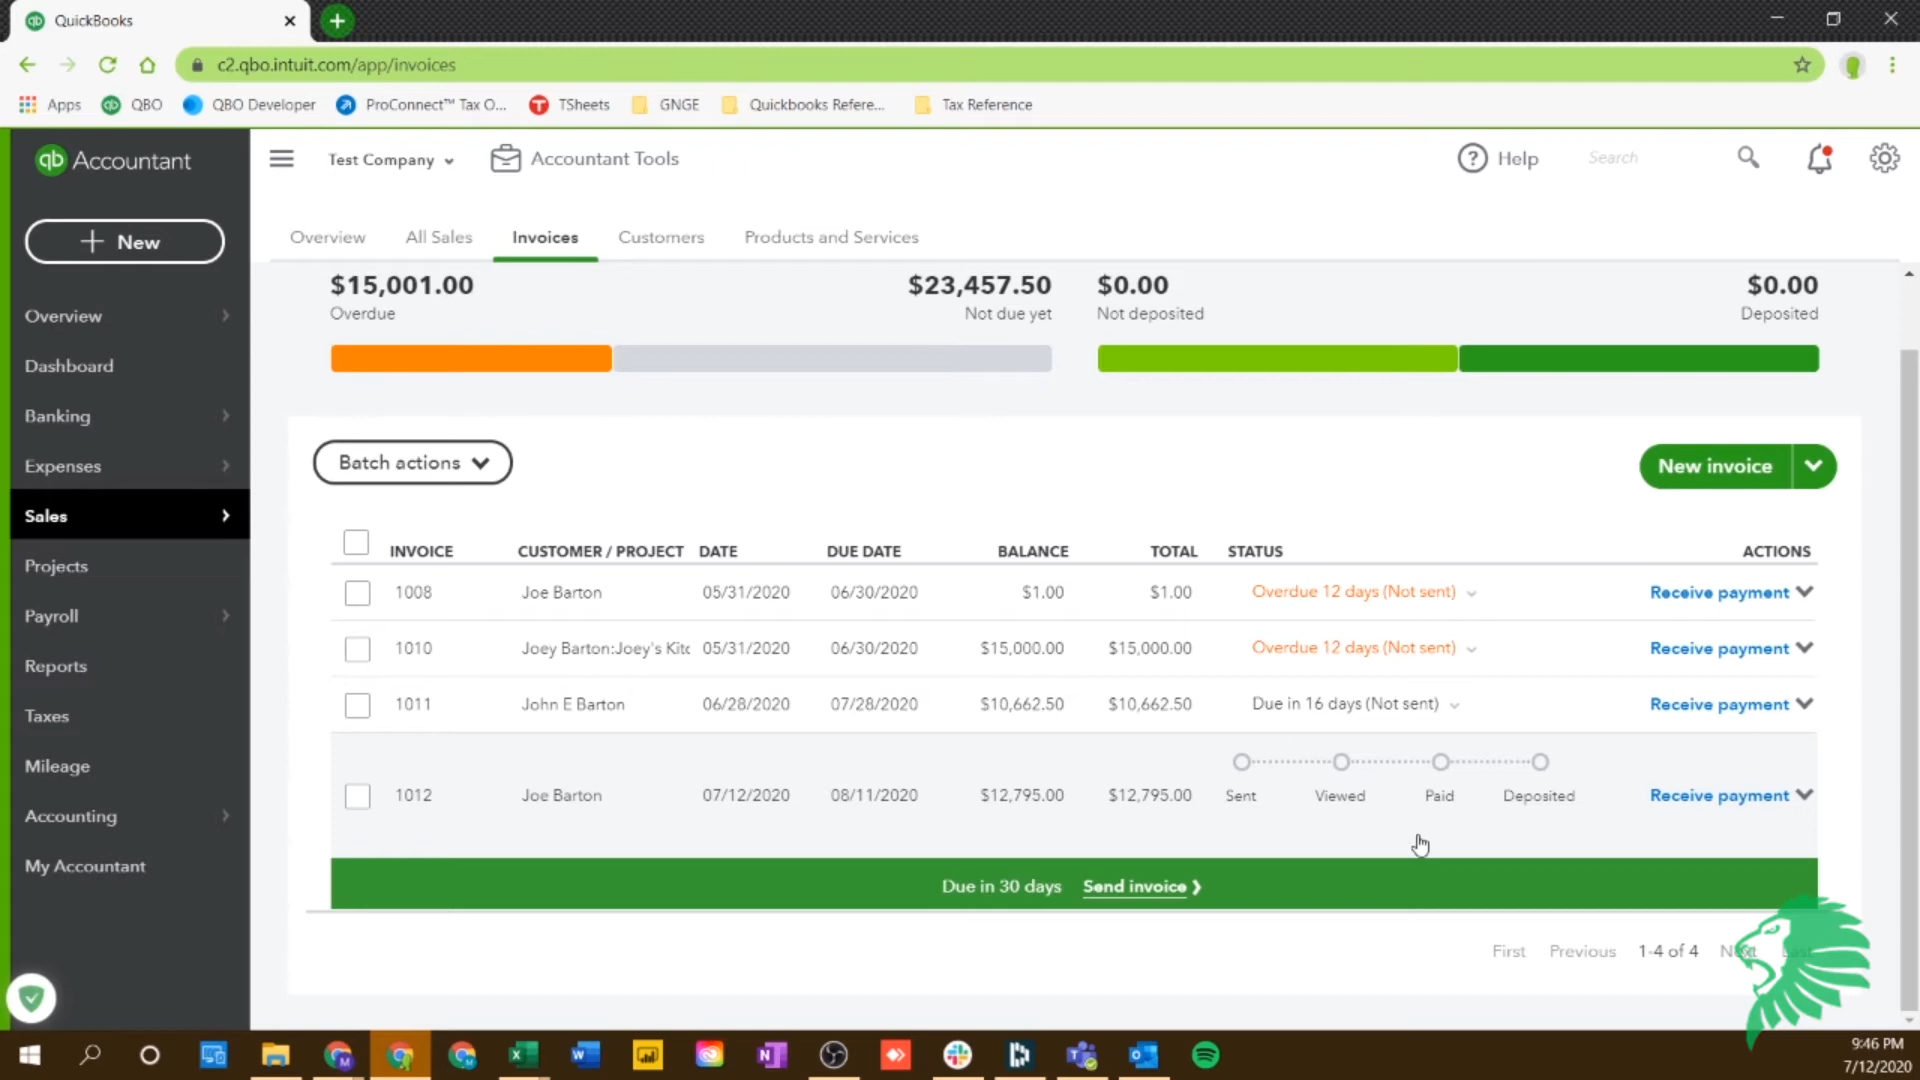 QuickBooks
c2.qbo.intuit.com/app/invoices
Apps QBO QBO Developer ProConnect™ Tax O... TSheets GNGE Quickbooks Refere... Tax Reference
qb Accountant
Test Company Accountant Tools Help Search
+ New
Overview All Sales Invoices Customers Products and Services
$15,001.00 $23,457.50 $0.00 $0.00
Overdue Not due yet Not deposited Deposited
Overview
Dashboard
Banking
Expenses
Sales
Projects
Payroll
Reports
Taxes
Mileage
Accounting
My Accountant
Batch actions New invoice
INVOICE CUSTOMER / PROJECT DATE DUE DATE BALANCE TOTAL STATUS ACTIONS
1008 Joe Barton 05/31/2020 06/30/2020 $1.00 $1.00 Overdue 12 days (Not sent) Receive payment
1010 Joey Barton:Joey's Kitc 05/31/2020 06/30/2020 $15,000.00 $15,000.00 Overdue 12 days (Not sent) Receive payment
1011 John E Barton 06/28/2020 07/28/2020 $10,662.50 $10,662.50 Due in 16 days (Not sent) Receive payment
1012 Joe Barton 07/12/2020 08/11/2020 $12,795.00 $12,795.00 Sent Viewed Paid Deposited Receive payment
Due in 30 days Send invoice
First Previous 1-4 of 4 Next Last
9:46 PM
7/12/2020